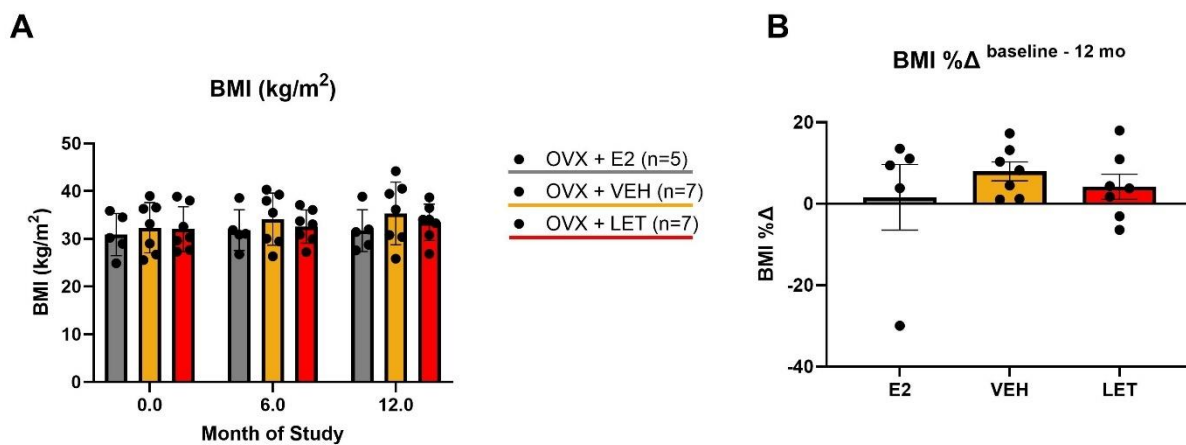 A
BMI (kg/m²)
BMI (kg/m²)
50
40
30
20
10
0
0.0 6.0 12.0
Month of Study
OVX + E2 (n=5)
OVX + VEH (n=7)
OVX + LET (n=7)
B
BMI %Δ baseline - 12 mo
BMI %Δ
20
0
-20
-40
E2 VEH LET